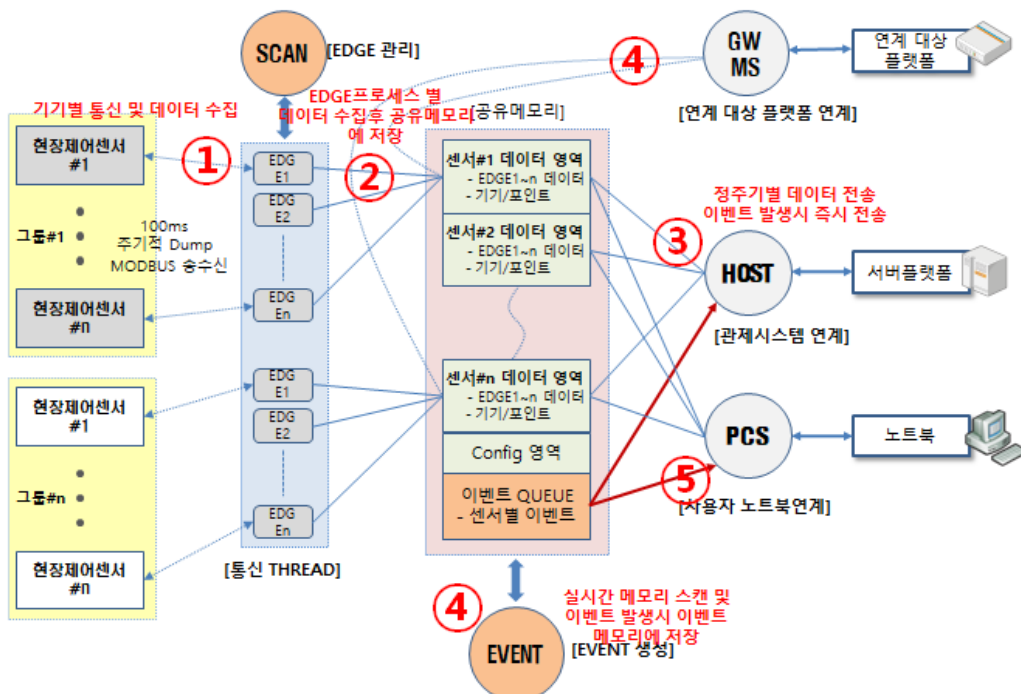 SCAN
[EDGE 관리]
④
GW
MS
연계 대상
플랫폼
[연계 대상 플랫폼 연계]
기기별 통신 및 데이터 수집
EDGE프로세스 별
데이터 수집후 공유메모리
에 저장
[공유메모리]
현장제어센서
#1
①
②
그룹#1
100ms
주기적 Dump
MODBUS 송수신
현장제어센서
#n
EDG
E1
EDG
E2
EDG
En
센서#1 데이터 영역
- EDGE1~n 데이터
- 기기/포인트
센서#2 데이터 영역
- EDGE1~n 데이터
- 기기/포인트
정주기별 데이터 전송
이벤트 발생시 즉시 전송
③
HOST
서버플랫폼
[관제시스템 연계]
현장제어센서
#1
그룹#n
현장제어센서
#n
EDG
E1
EDG
E2
EDG
En
[통신 THREAD]
센서#n 데이터 영역
- EDGE1~n 데이터
- 기기/포인트
Config 영역
이벤트 QUEUE
- 센서별 이벤트
PCS
노트북
⑤
[사용자 노트북연계]
④
EVENT
실시간 메모리 스캔 및
이벤트 발생시 이벤트
메모리에 저장
[EVENT 생성]